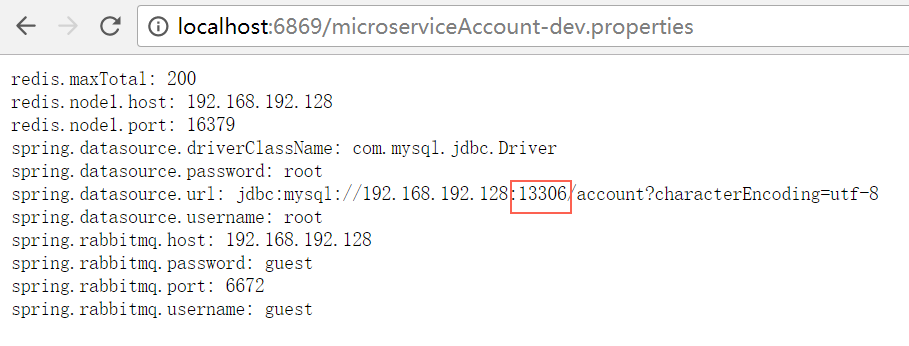 localhost:6869/microserviceAccount-dev.properties
redis.maxTotal: 200
redis.node1.host: 192.168.192.128
redis.node1.port: 16379
spring.datasource.driverClassName: com.mysql.jdbc.Driver
spring.datasource.password: root
spring.datasource.url: jdbc:mysql://192.168.192.128:13306/account?characterEncoding=utf-8
spring.datasource.username: root
spring.rabbitmq.host: 192.168.192.128
spring.rabbitmq.password: guest
spring.rabbitmq.port: 6672
spring.rabbitmq.username: guest